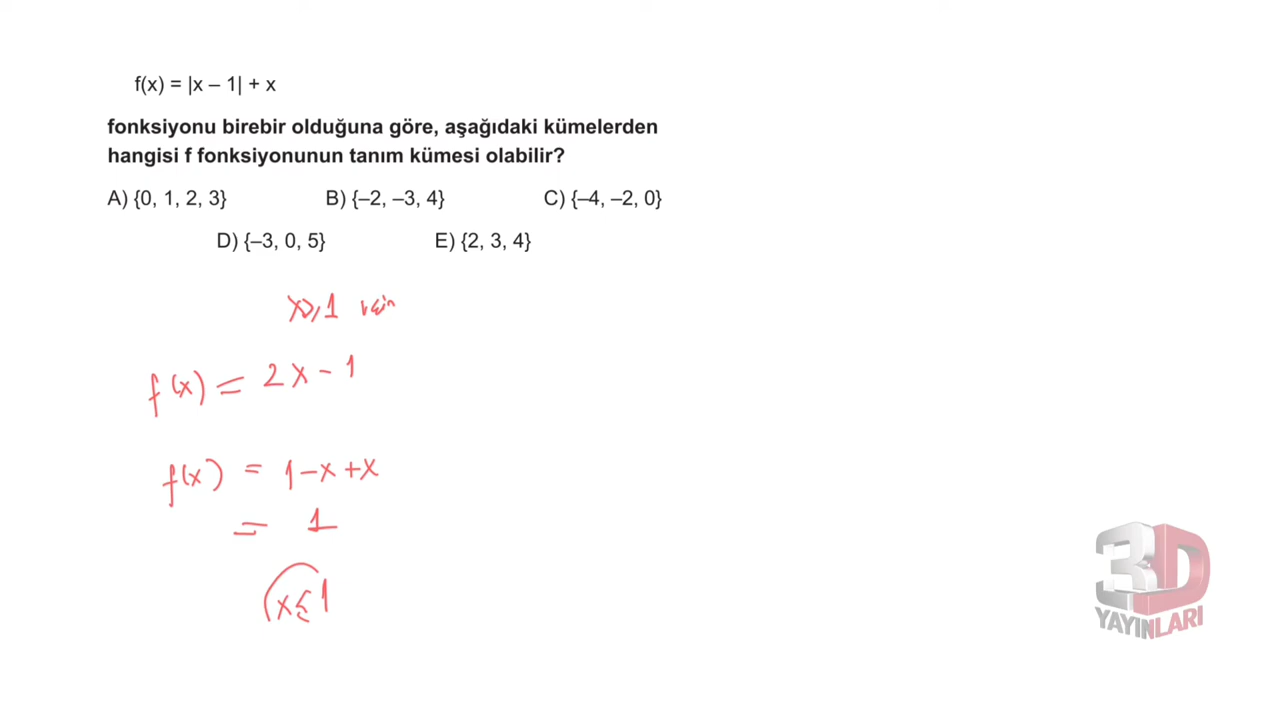 f(x) = |x – 1| + x
fonksiyonu birebir olduğuna göre, aşağıdaki kümelerden
hangisi f fonksiyonunun tanım kümesi olabilir?
A) {0, 1, 2, 3} B) {–2, –3, 4} C) {–4, –2, 0}
D) {–3, 0, 5} E) {2, 3, 4}
x≥1 için
f(x) = 2x - 1
f(x) = 1-x+x
= 1
x≤1
3D
YAYINLARI